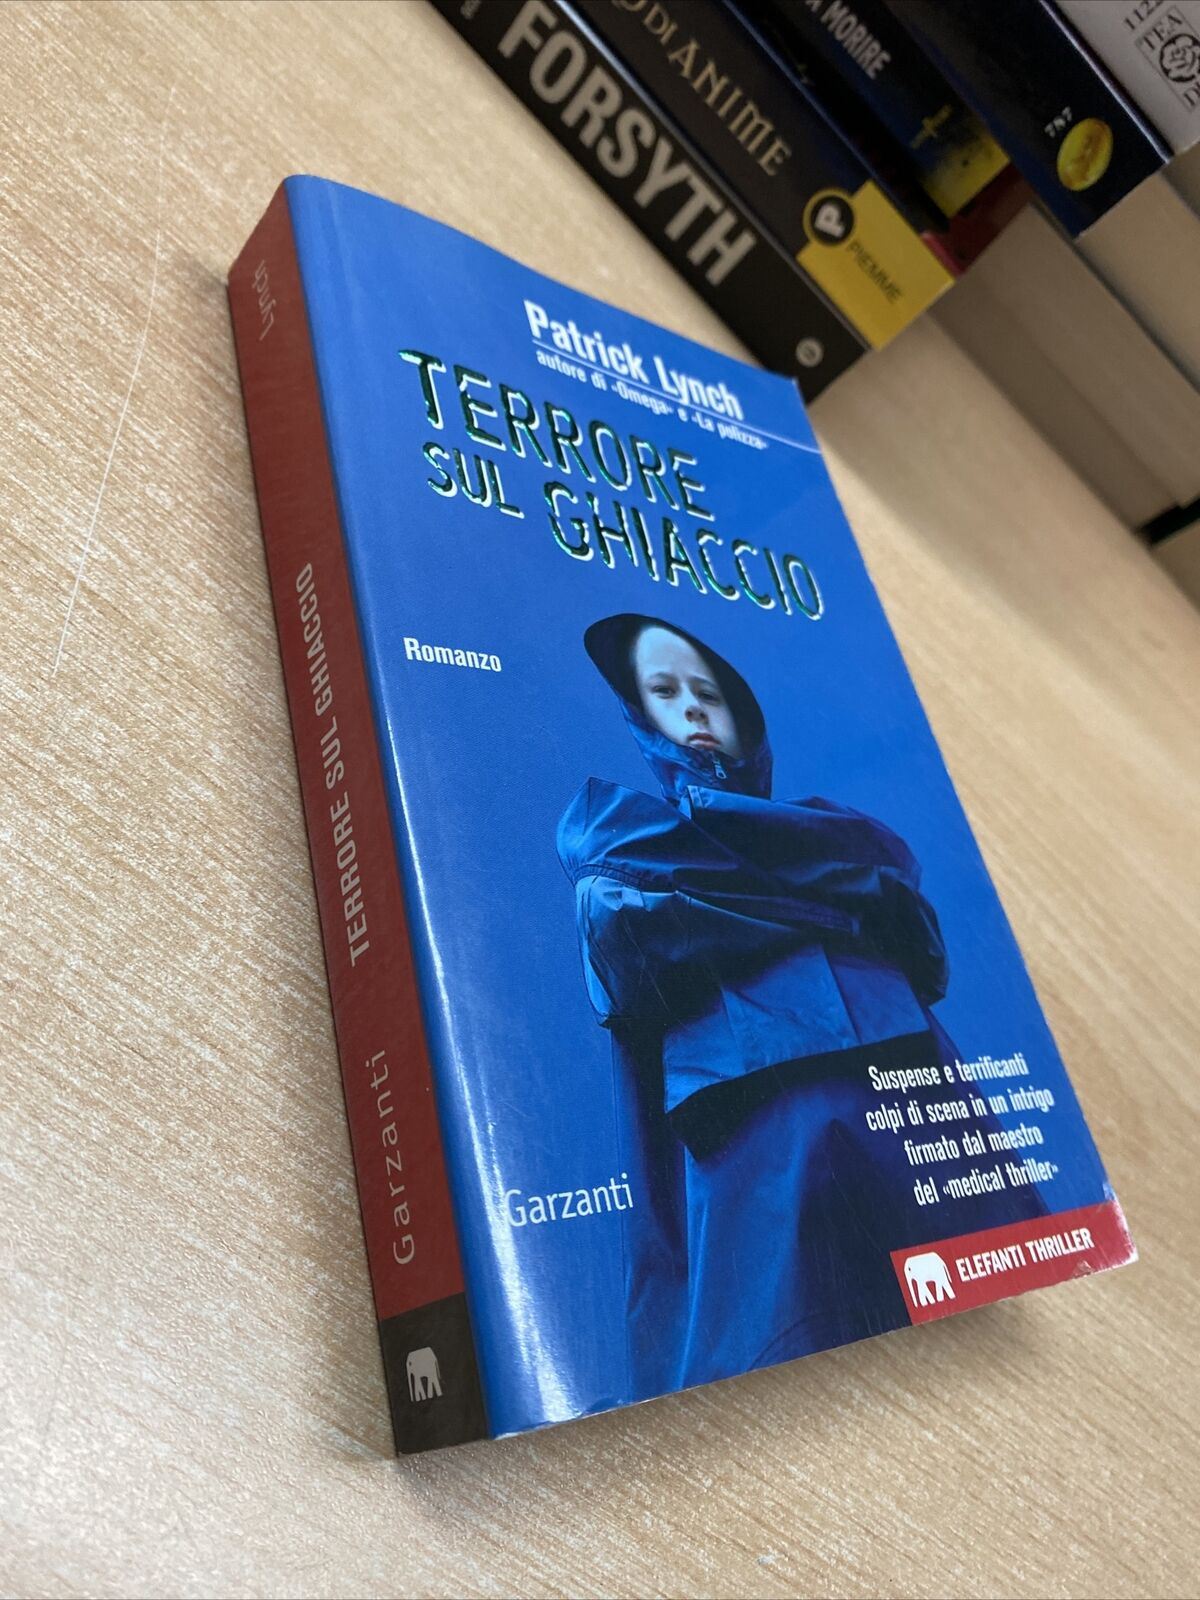 FORSYTH
DI ANIME
MORIRE
P
PIEMME
787
TEA
Patrick Lynch
autore di «Omega» e «La polizza»
TERRORE
SUL GHIACCIO
Romanzo
Suspense e terrificanti
colpi di scena in un intrigo
firmato dal maestro
del «medical thriller»
Garzanti
ELEFANTI THRILLER
Lynch
TERRORE SUL GHIACCIO
Garzanti